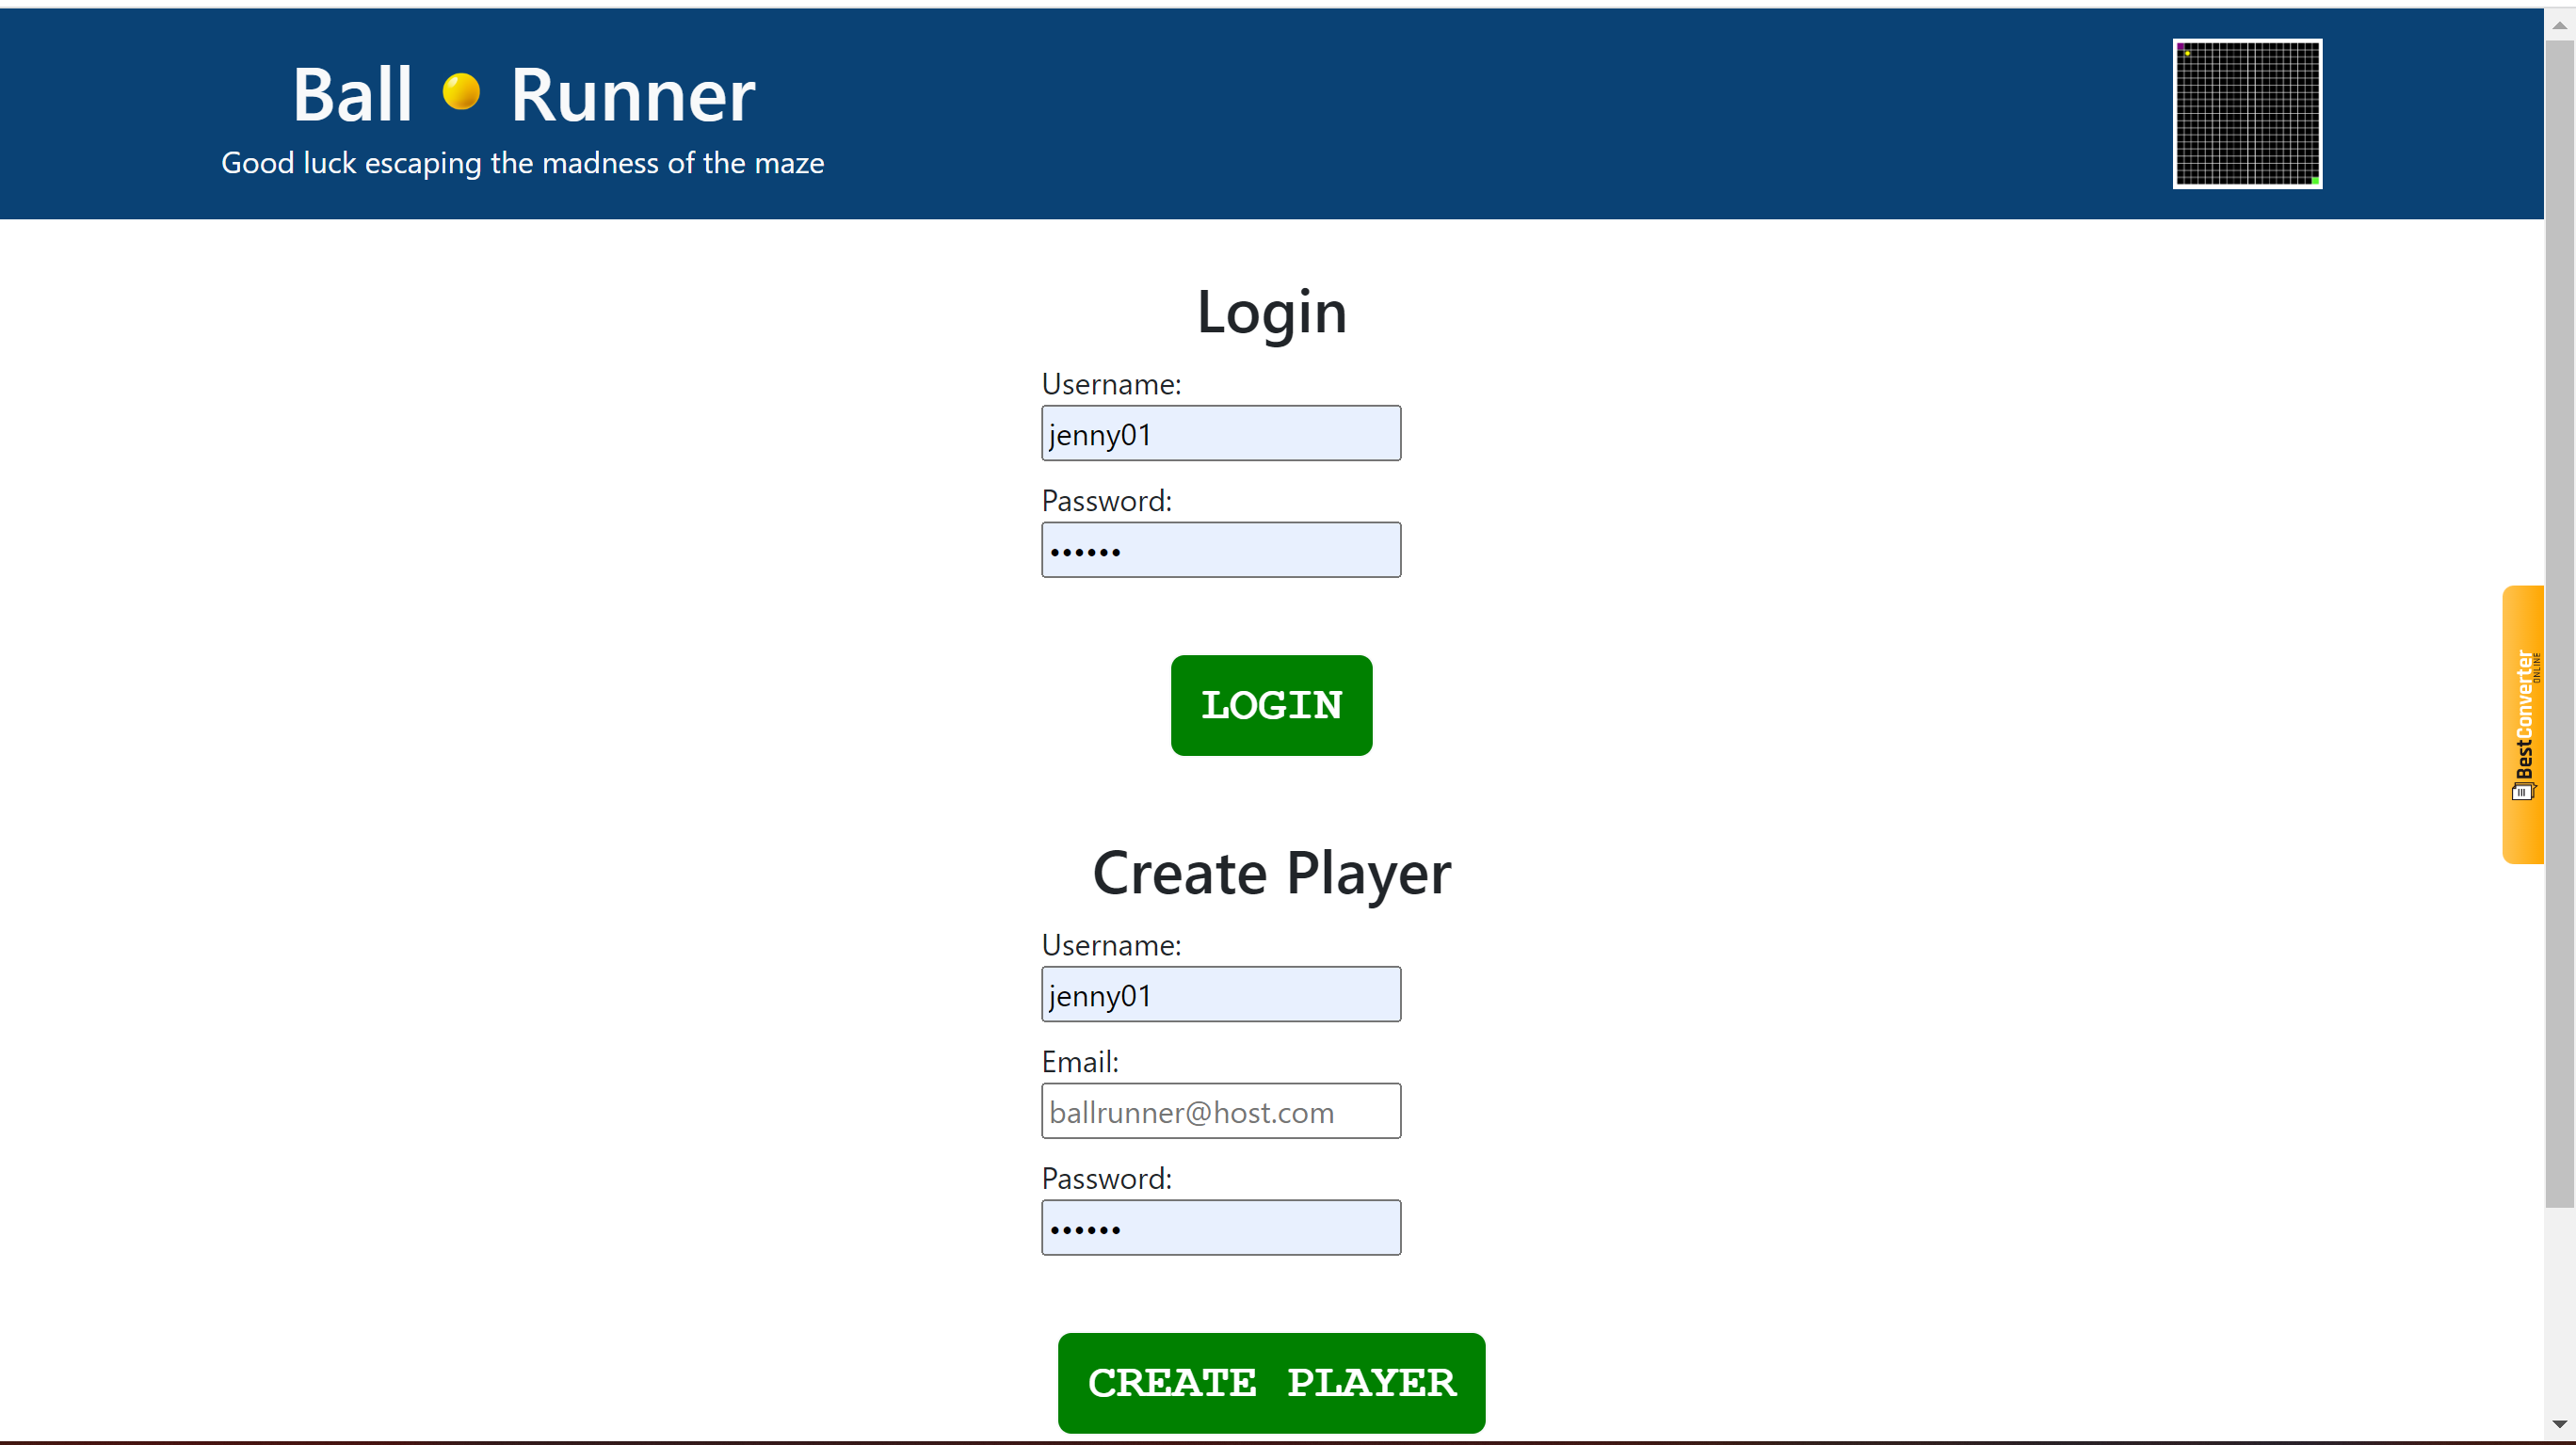 Ball Runner
Good luck escaping the madness of the maze
Login
Username:
jenny01
Password:
••••••
LOGIN
BestConverter
ONLINE
Create Player
Username:
jenny01
Email:
ballrunner@host.com
Password:
••••••
CREATE PLAYER